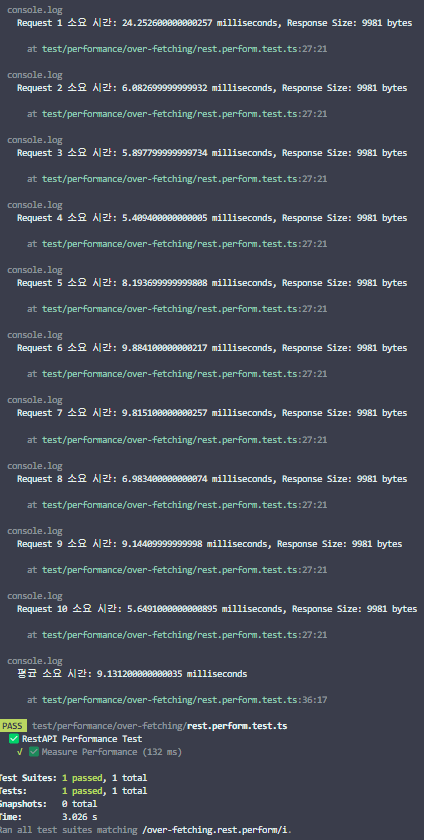 console.log
Request 1 소요 시간: 24.252600000000257 milliseconds, Response Size: 9981 bytes
at test/performance/over-fetching/rest.perform.test.ts:27:21
console.log
Request 2 소요 시간: 6.082699999999932 milliseconds, Response Size: 9981 bytes
at test/performance/over-fetching/rest.perform.test.ts:27:21
console.log
Request 3 소요 시간: 5.897799999999734 milliseconds, Response Size: 9981 bytes
at test/performance/over-fetching/rest.perform.test.ts:27:21
console.log
Request 4 소요 시간: 5.409400000000005 milliseconds, Response Size: 9981 bytes
at test/performance/over-fetching/rest.perform.test.ts:27:21
console.log
Request 5 소요 시간: 8.193699999999808 milliseconds, Response Size: 9981 bytes
at test/performance/over-fetching/rest.perform.test.ts:27:21
console.log
Request 6 소요 시간: 9.884100000000217 milliseconds, Response Size: 9981 bytes
at test/performance/over-fetching/rest.perform.test.ts:27:21
console.log
Request 7 소요 시간: 9.815100000000257 milliseconds, Response Size: 9981 bytes
at test/performance/over-fetching/rest.perform.test.ts:27:21
console.log
Request 8 소요 시간: 6.983400000000074 milliseconds, Response Size: 9981 bytes
at test/performance/over-fetching/rest.perform.test.ts:27:21
console.log
Request 9 소요 시간: 9.14409999999998 milliseconds, Response Size: 9981 bytes
at test/performance/over-fetching/rest.perform.test.ts:27:21
console.log
Request 10 소요 시간: 5.6491000000000895 milliseconds, Response Size: 9981 bytes
at test/performance/over-fetching/rest.perform.test.ts:27:21
console.log
평균 소요 시간: 9.131200000000035 milliseconds
at test/performance/over-fetching/rest.perform.test.ts:36:17
PASS test/performance/over-fetching/rest.perform.test.ts
✅ RestAPI Performance Test
√ ✅ Measure Performance (132 ms)
Test Suites: 1 passed, 1 total
Tests: 1 passed, 1 total
Snapshots: 0 total
Time: 3.026 s
Ran all test suites matching /over-fetching.rest.perform/i.